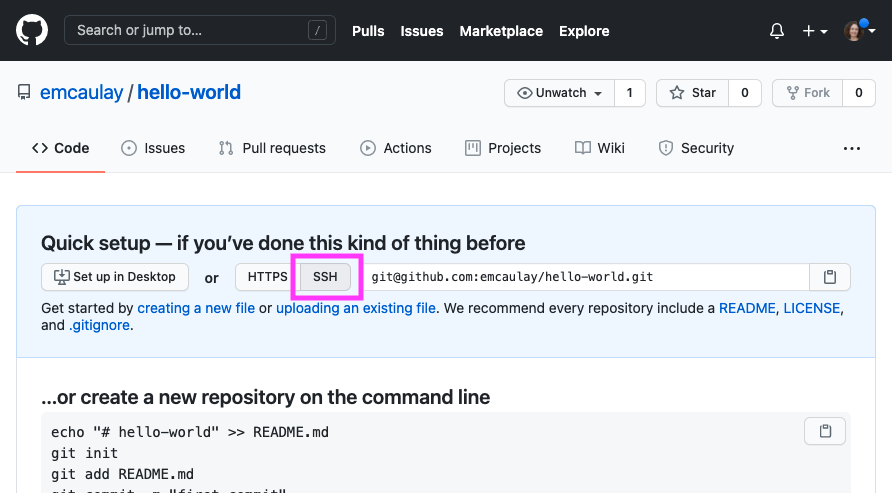 Search or jump to... /
Pulls Issues Marketplace Explore
emcaulay / hello-world
Unwatch 1 Star 0 Fork 0
Code Issues Pull requests Actions Projects Wiki Security ...
Quick setup — if you’ve done this kind of thing before
Set up in Desktop or HTTPS SSH git@github.com:emcaulay/hello-world.git
Get started by creating a new file or uploading an existing file. We recommend every repository include a README, LICENSE,
and .gitignore.
...or create a new repository on the command line
echo "# hello-world" >> README.md
git init
git add README.md
git commit -m "first commit"